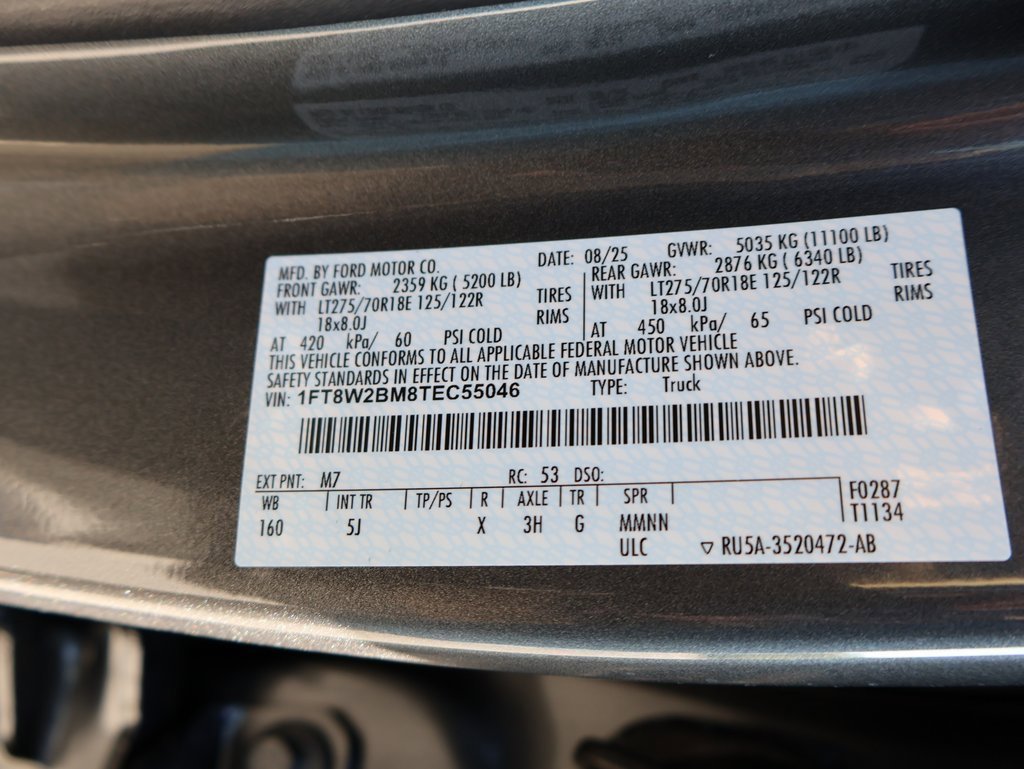 MFD. BY FORD MOTOR CO. DATE: 08/25 GVWR: 5035 KG (11100 LB)
FRONT GAWR: 2359 KG ( 5200 LB) REAR GAWR: 2876 KG ( 6340 LB)
WITH LT275/70R18E 125/122R TIRES WITH LT275/70R18E 125/122R TIRES
18x8.0J RIMS 18x8.0J RIMS
AT 420 kPa/ 60 PSI COLD AT 450 kPa/ 65 PSI COLD
THIS VEHICLE CONFORMS TO ALL APPLICABLE FEDERAL MOTOR VEHICLE
SAFETY STANDARDS IN EFFECT ON THE DATE OF MANUFACTURE SHOWN ABOVE.
VIN: 1FT8W2BM8TEC55046 TYPE: Truck
EXT PNT: M7 RC: 53 DSO:
WB INT TR TP/PS R AXLE TR SPR F0287
160 5J X 3H G MMNN T1134
ULC RU5A-3520472-AB